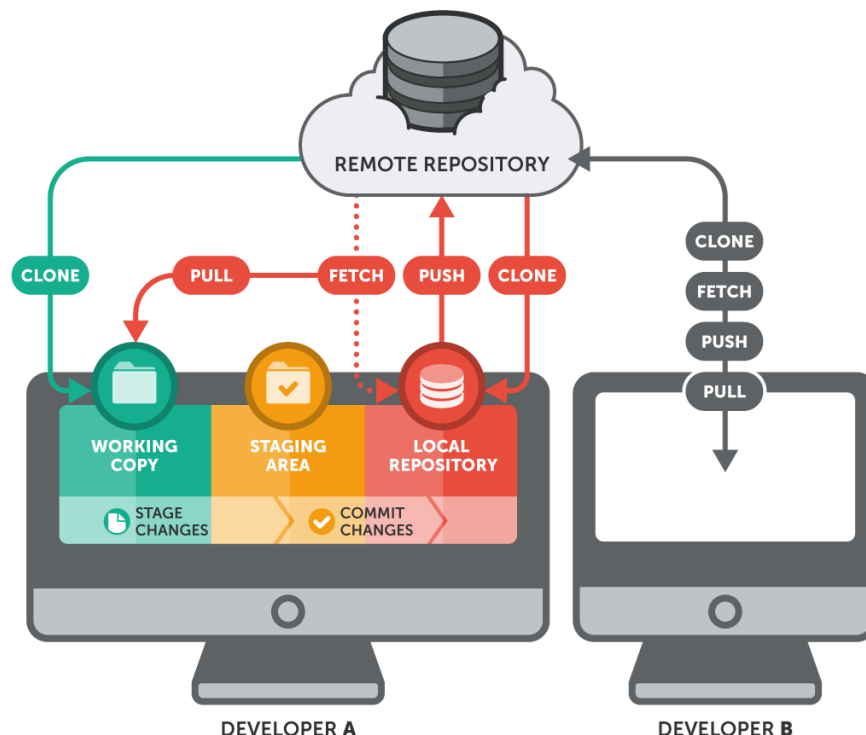 REMOTE REPOSITORY
CLONE
PULL
FETCH
PUSH
CLONE
CLONE
FETCH
PUSH
PULL
WORKING
COPY
STAGING
AREA
LOCAL
REPOSITORY
STAGE
CHANGES
COMMIT
CHANGES
DEVELOPER A
DEVELOPER B